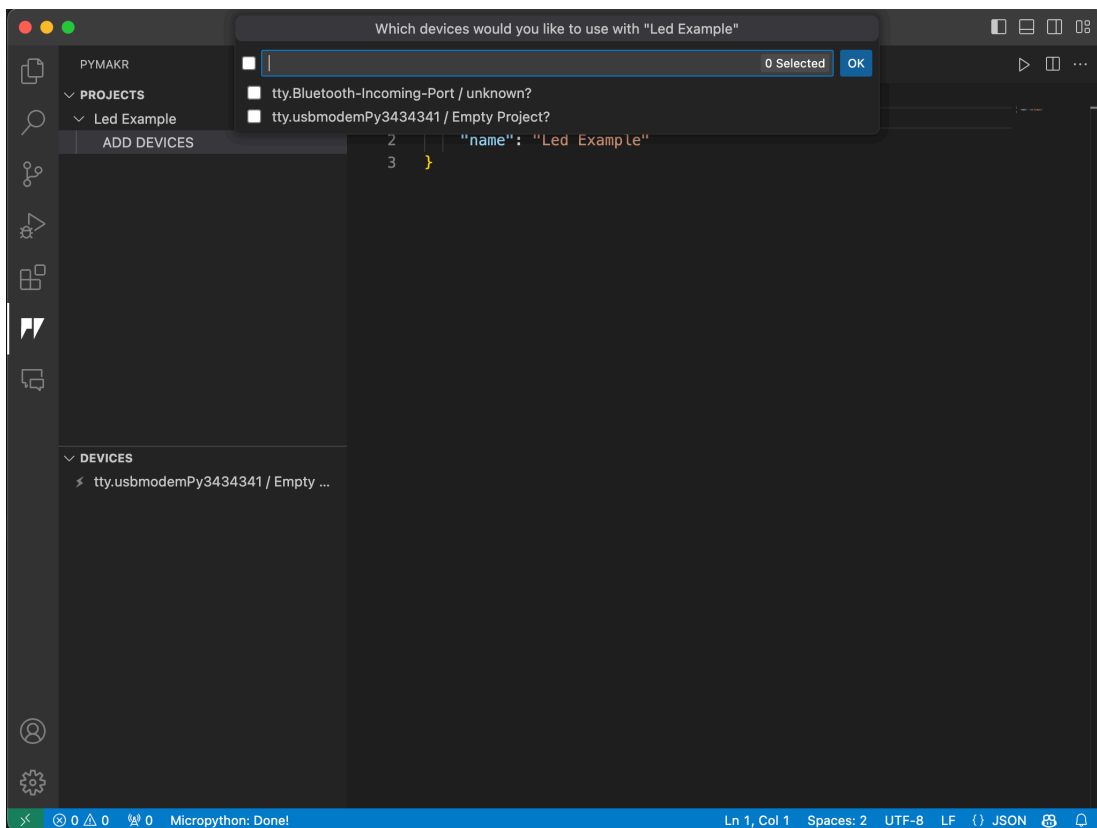 Which devices would you like to use with "Led Example"
0 Selected
OK
tty.Bluetooth-Incoming-Port / unknown?
tty.usbmodemPy3434341 / Empty Project?
PYMAKR
PROJECTS
Led Example
ADD DEVICES
2 "name": "Led Example"
3 }
DEVICES
tty.usbmodemPy3434341 / Empty ...
0 0 0 Micropython: Done! Ln 1, Col 1 Spaces: 2 UTF-8 LF {} JSON